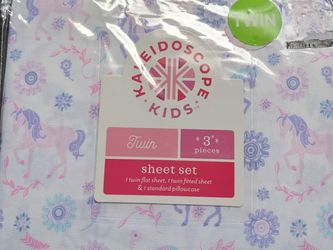 TWIN
KALEIDOSCOPE
KIDS
Twin
* 3 *
pieces
sheet set
1 twin flat sheet, 1 twin fitted sheet
& 1 standard pillowcase